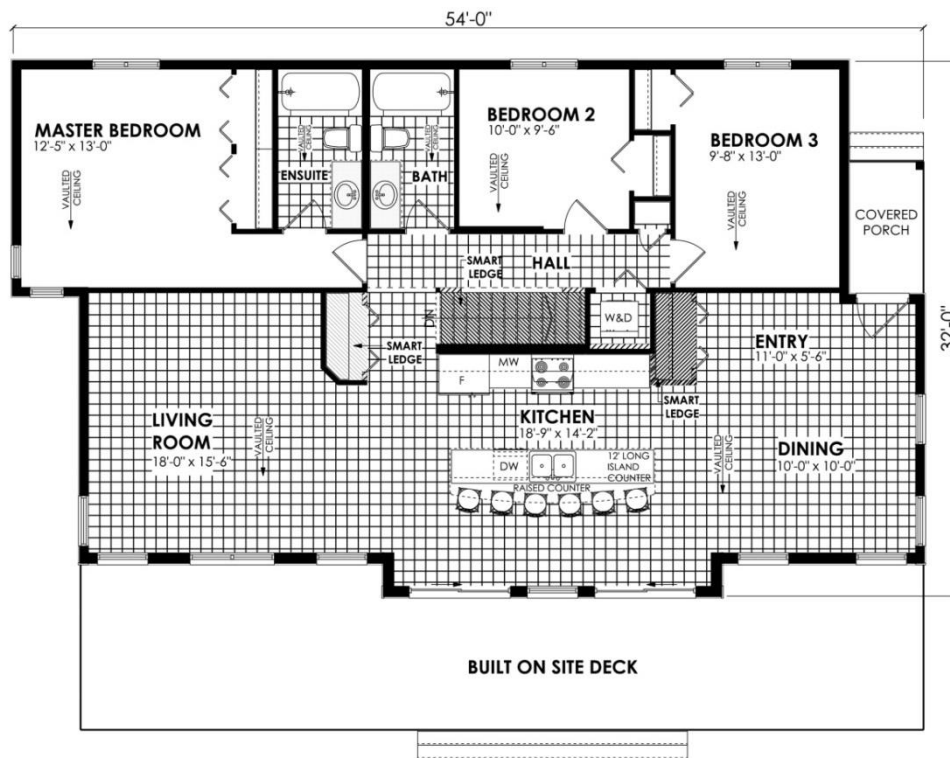 54'-0"
MASTER BEDROOM
12'-5" x 13'-0"
VAULTED
CEILING
ENSUITE
VAULTED
CEILING
BATH
VAULTED
CEILING
BEDROOM 2
10'-0" x 9'-6"
VAULTED
CEILING
BEDROOM 3
9'-8" x 13'-0"
VAULTED
CEILING
COVERED
PORCH
HALL
SMART
LEDGE
DN
W&D
SMART
LEDGE
ENTRY
11'-0" x 5'-6"
32'-0"
MW
F
SMART
LEDGE
KITCHEN
18'-9" x 14'-2"
LIVING
ROOM
18'-0" x 15'-6"
VAULTED
CEILING
DW
12' LONG
ISLAND
COUNTER
RAISED COUNTER
VAULTED
CEILING
DINING
10'-0" x 10'-0"
BUILT ON SITE DECK